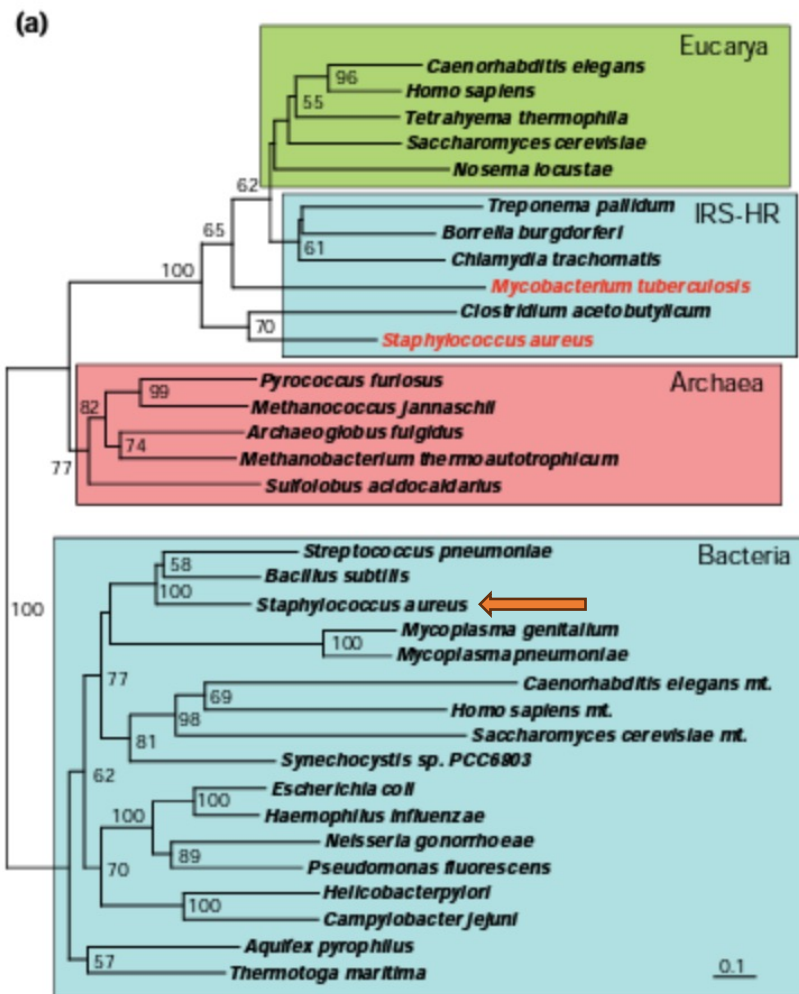 (a)
Eucarya
Caenorhabditis elegans
96
Homo sapiens
55
Tetrahyema thermophila
Saccharomyces cerevisiae
Nosema locustae
62
Treponema pallidum
IRS-HR
65
Borrelia burgdorferi
61
Chlamydia trachomatis
100
Mycobacterium tuberculosis
Clostridium acetobutylicum
70
Staphylococcus aureus
Archaea
Pyrococcus furiosus
99
82
Methanococcus jannaschii
Archaeoglobus fulgidus
74
Methanobacterium thermoautotrophicum
77
Sulfolobus acidocaldarius
Bacteria
Streptococcus pneumoniae
58
Bacillus subtilis
100
100
Staphylococcus aureus
Mycoplasma genitalium
100
Mycoplasmapneumoniae
77
Caenorhabditis elegans mt.
69
Homo sapiens mt.
98
Saccharomyces cerevisiae mt.
81
Synechocystis sp. PCC6803
62
Escherichia coli
100
100
Haemophilus influenzae
Neisseria gonorrhoeae
89
70
Pseudomonas fluorescens
Helicobacterpylori
100
Campylobacter jejuni
Aquifex pyrophilus
57
Thermotoga maritima
0.1